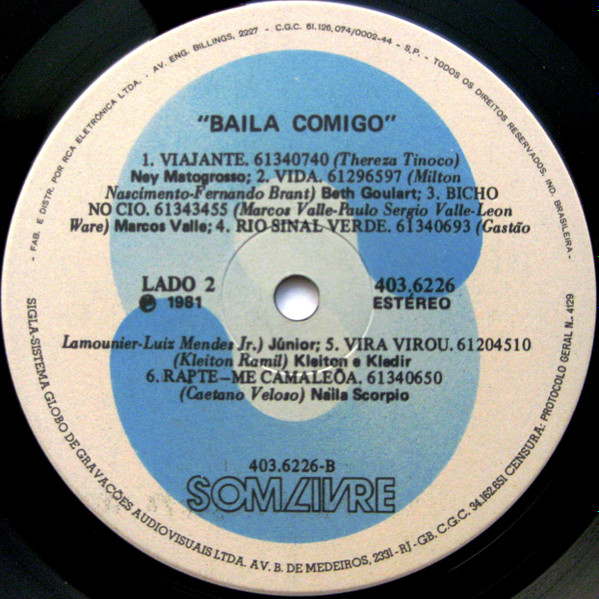 - FAB. E DISTR. POR RCA ELETRÔNICA LTDA. - AV. ENG. BILLINGS, 2227 - C.G.C. 61.126.074/0002-44 - S.P. - TODOS OS DIREITOS RESERVADOS. IND. BRASILEIRA -
"BAILA COMIGO"
1. VIAJANTE. 61340740 (Thereza Tinoco)
Ney Matogrosso; 2. VIDA. 61296597 (Milton
Nascimento-Fernando Brant) Beth Goulart; 3. BICHO
NO CIO. 61343455 (Marcos Valle-Paulo Sergio Valle-Leon
Ware) Marcos Valle; 4. RIO SINAL VERDE. 61340693 (Gastão
LADO 2
403.6226
℗ 1981
ESTÉREO
Lamounier-Luiz Mendes Jr.) Júnior; 5. VIRA VIROU. 61204510
(Kleiton Ramil) Kleiton e Kledir
6. RAPTE-ME CAMALEÔA. 61340650
(Caetano Veloso) Naila Scorpio
403.6226-B
SOM LIVRE
SIGLA-SISTEMA GLOBO DE GRAVAÇÕES AUDIOVISUAIS LTDA. AV. B. DE MEDEIROS, 2331-RJ-GB. C.G.C. 34.162.651 CENSURA: PROTOCOLO GERAL N.. 4129